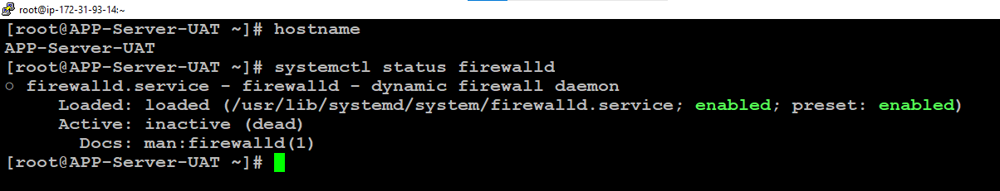 root@ip-172-31-93-14:~
[root@APP-Server-UAT ~]# hostname
APP-Server-UAT
[root@APP-Server-UAT ~]# systemctl status firewalld
○ firewalld.service - firewalld - dynamic firewall daemon
     Loaded: loaded (/usr/lib/systemd/system/firewalld.service; enabled; preset: enabled)
     Active: inactive (dead)
       Docs: man:firewalld(1)
[root@APP-Server-UAT ~]#